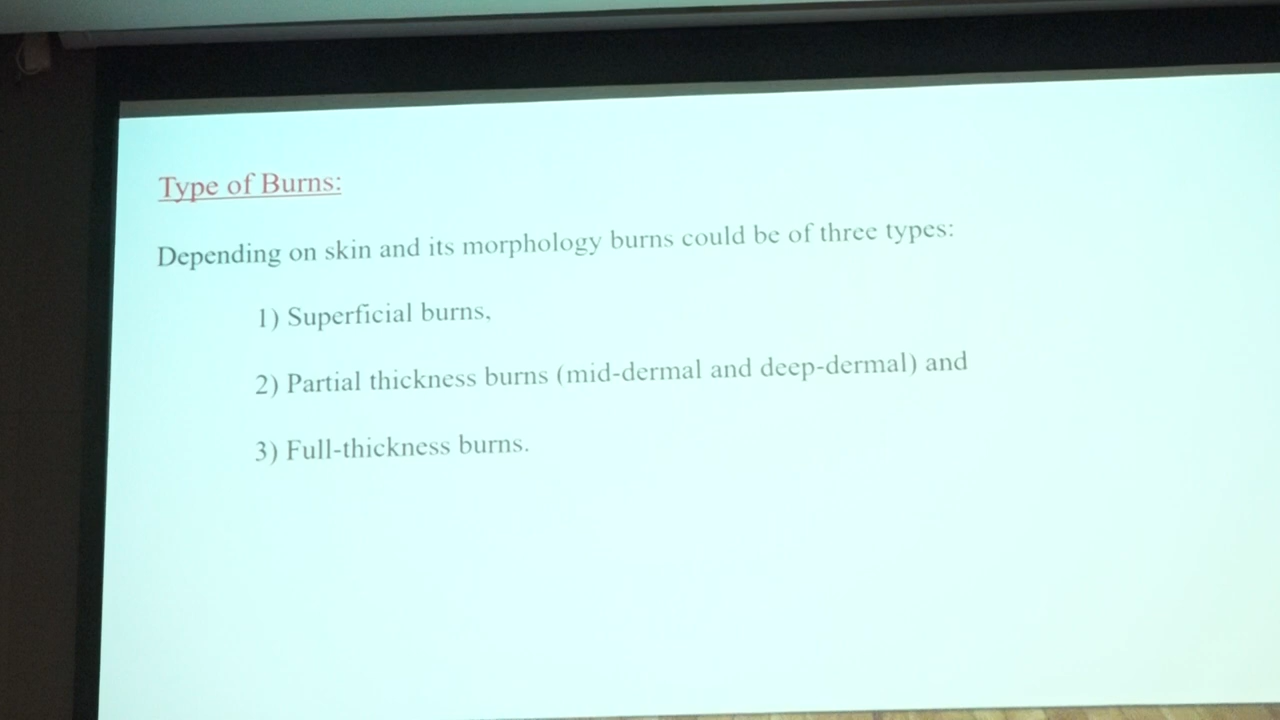 Type of Burns:
Depending on skin and its morphology burns could be of three types:
1) Superficial burns,
2) Partial thickness burns (mid-dermal and deep-dermal) and
3) Full-thickness burns.